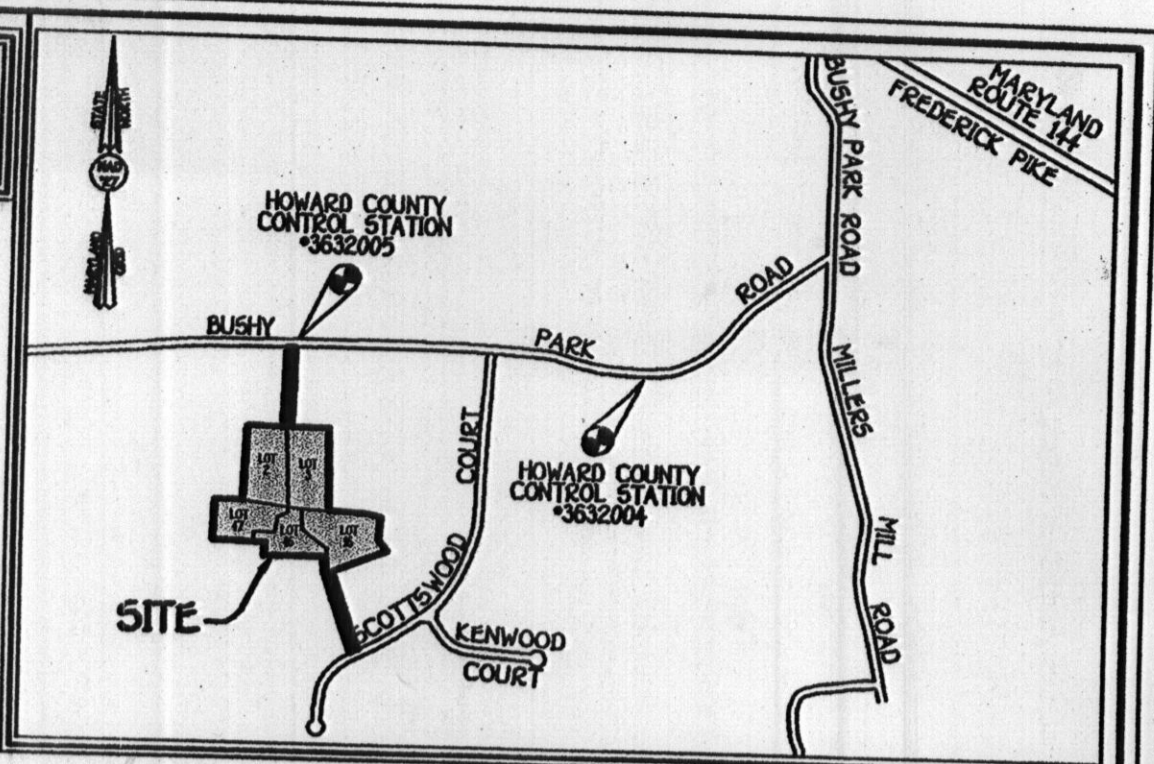 MARYLAND
ROUTE 144
FREDERICK PIKE
BUSHY PARK ROAD
HOWARD COUNTY
CONTROL STATION
*3632005
BUSHY
PARK
ROAD
MILLERS
MILL
ROAD
COURT
SCOTTSWOOD
KENWOOD
COURT
HOWARD COUNTY
CONTROL STATION
*3632004
LOT
2
LOT
LOT
LOT
LOT
SITE